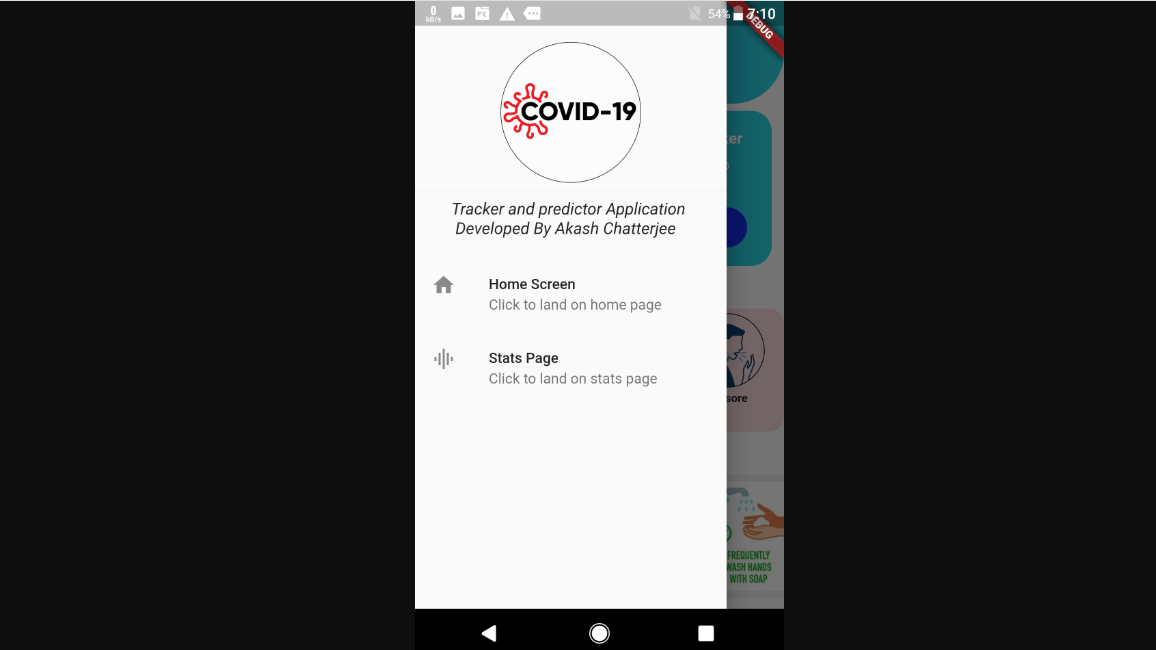 0
kB/s
54%
7:10
DEBUG
COVID-19
Tracker and predictor Application
Developed By Akash Chatterjee
Home Screen
Click to land on home page
Stats Page
Click to land on stats page
sore
FREQUENTLY
WASH HANDS
WITH SOAP